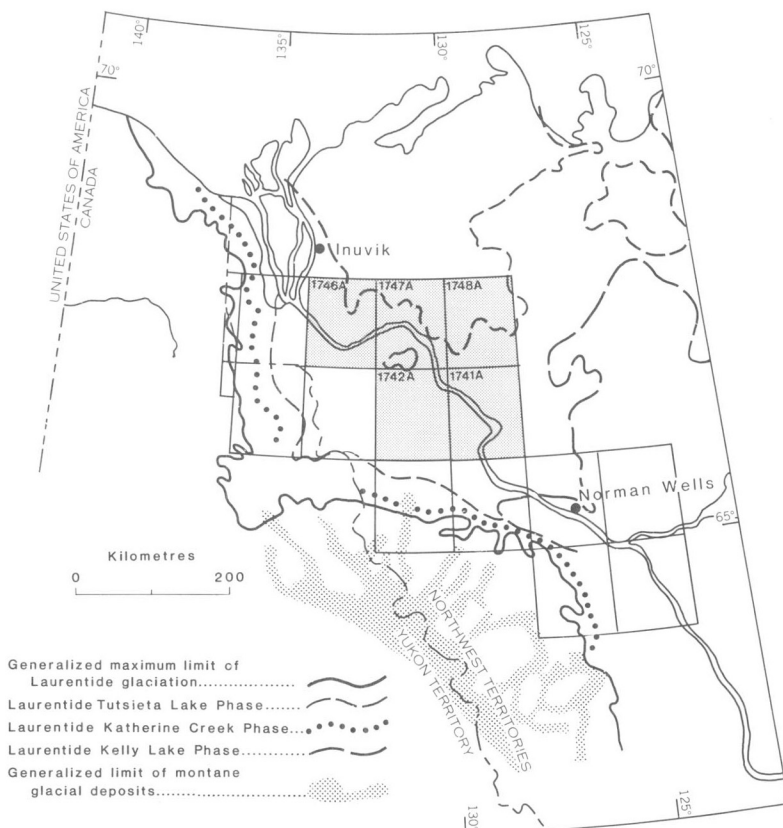 140°
135°
130°
125°
70°
70°
UNITED STATES OF AMERICA
CANADA
Inuvik
1746A
1747A
1748A
1742A
1741A
Norman Wells
65°
Kilometres
0
200
NORTHWEST TERRITORIES
YUKON TERRITORY
Generalized maximum limit cf
Laurentide glaciation
Laurentide Tutsieta Lake Phase
Laurentide Katherine Creek Phase
Laurentide Kelly Lake Phase
Generalized limit of montane
glacial deposits
130°
125°